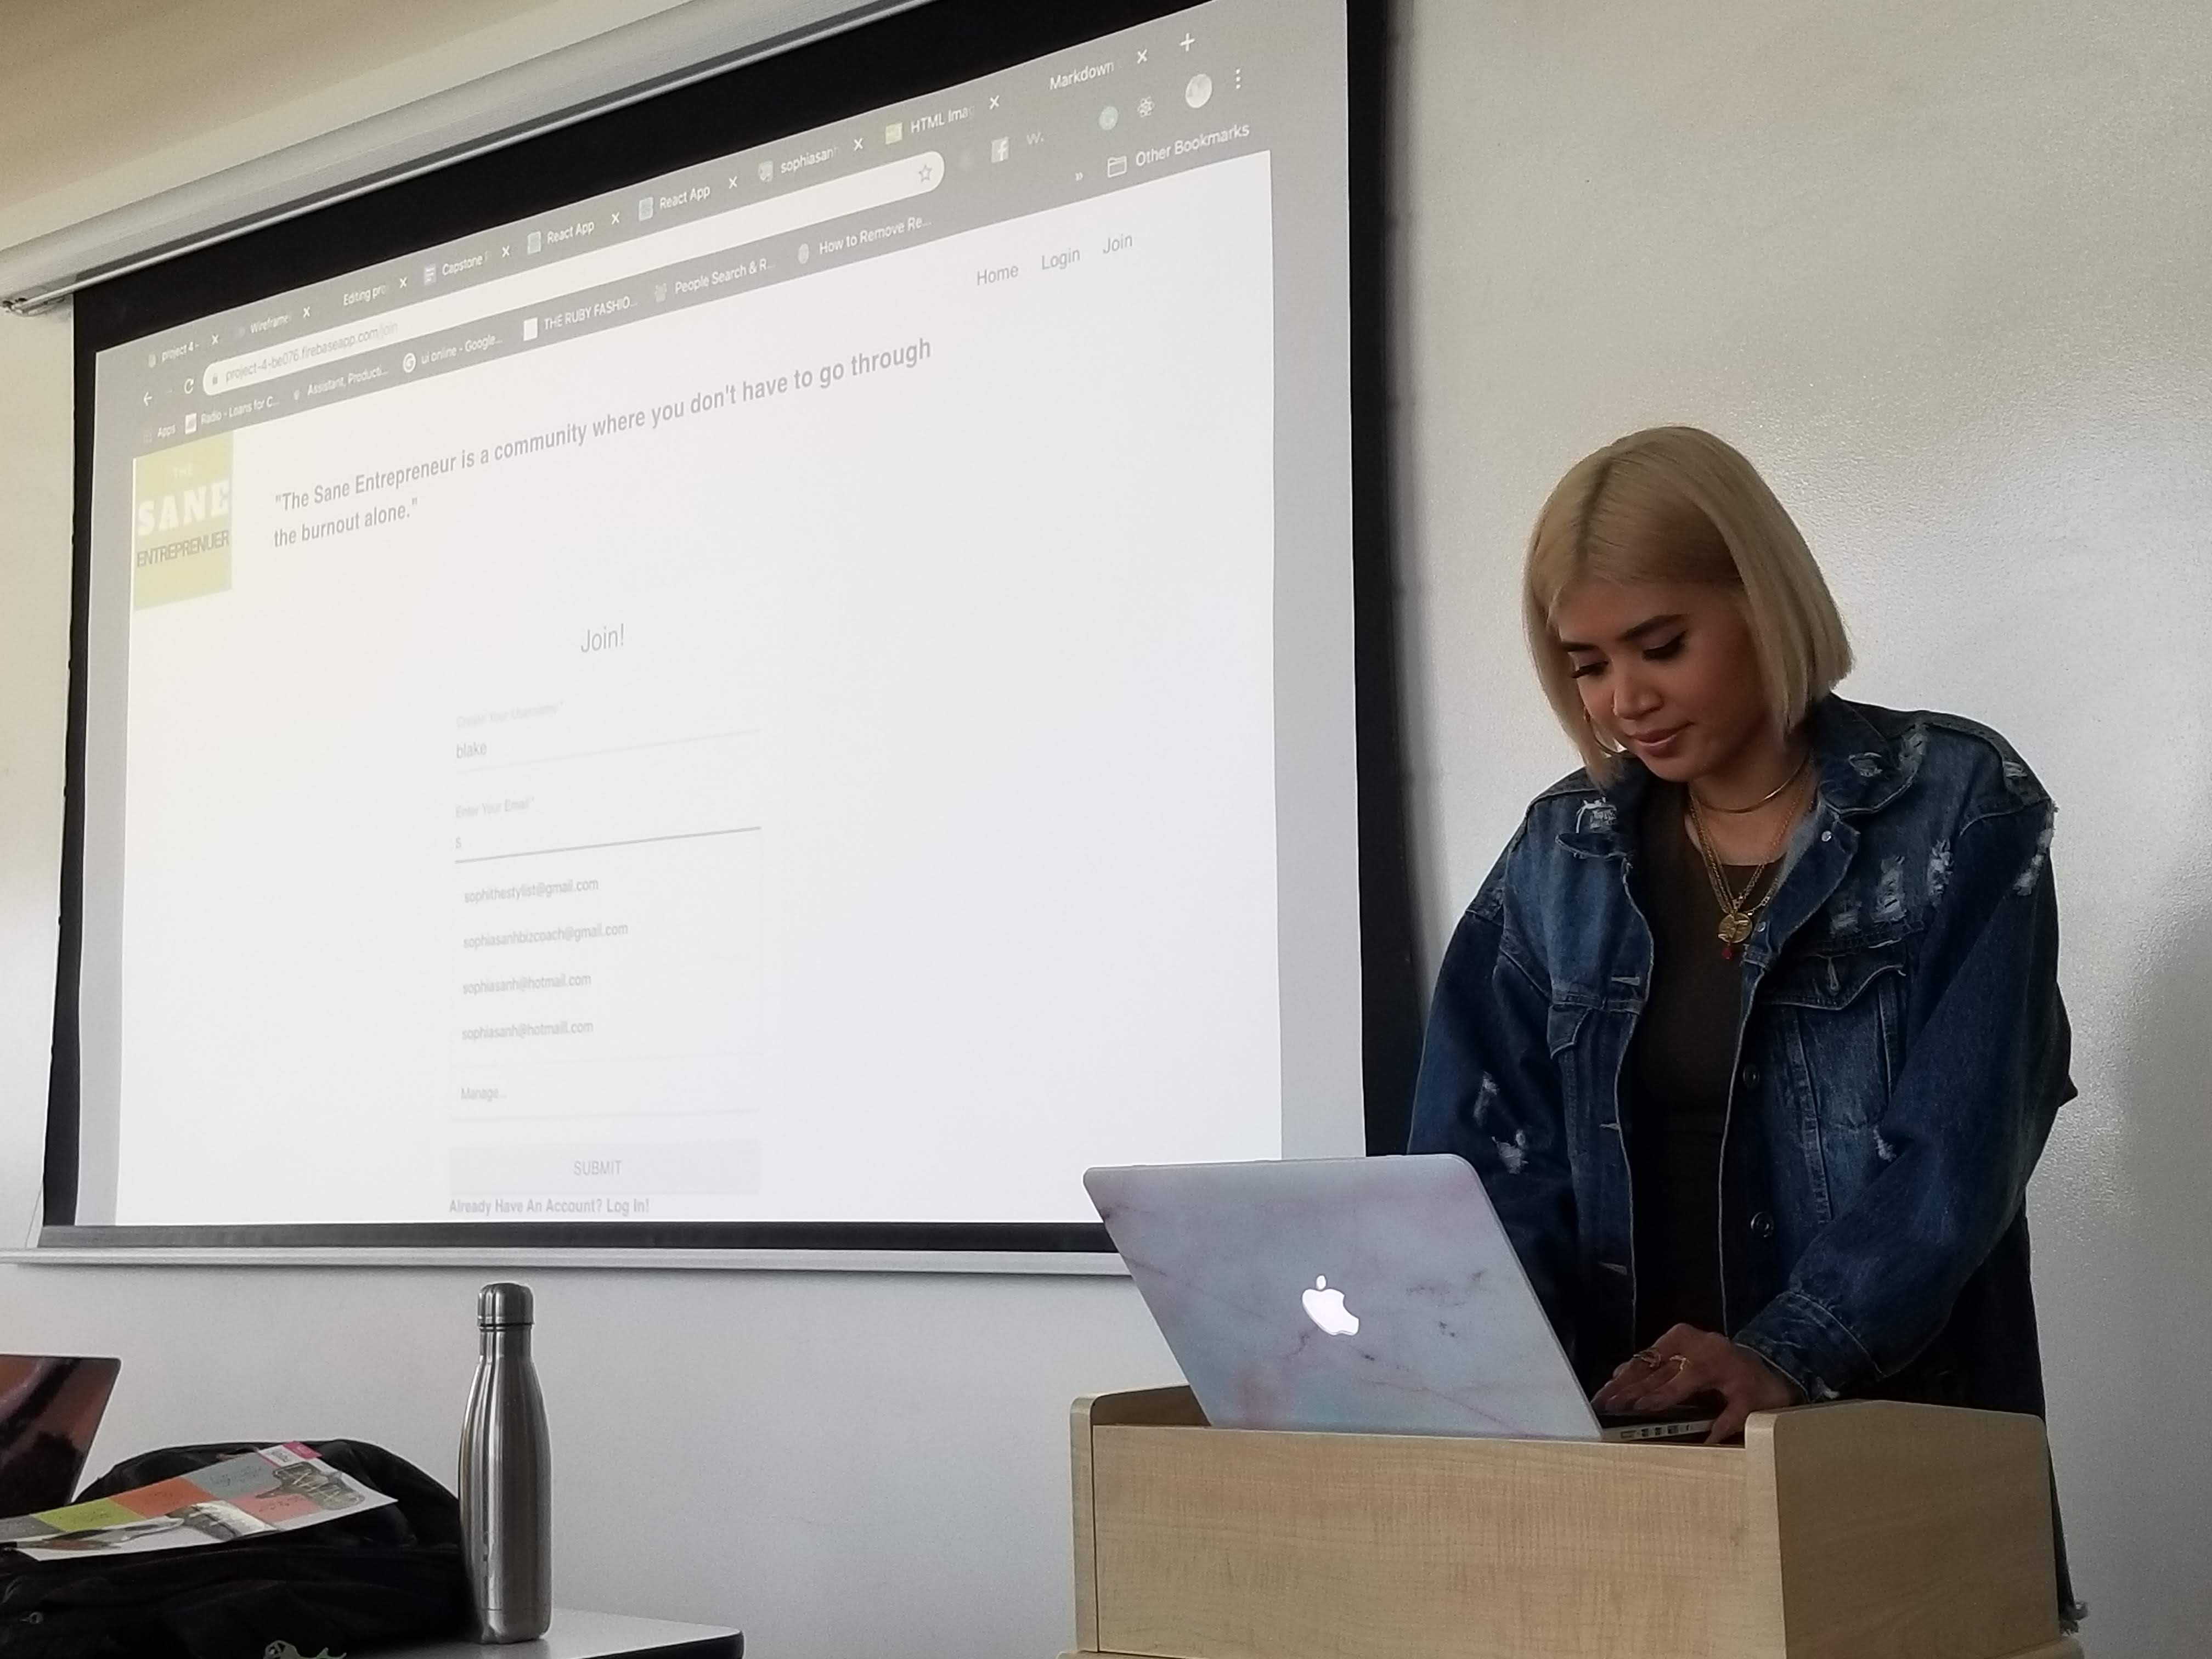 project 4 -
Wireframe
Editing pro
Capstone P
React App
React App
sophiasanh
HTML Imag
Markdown
project-4-be076.firebaseapp.com/join
Apps
Radio - Loans for C...
Assistant, Producti...
ui online - Google...
THE RUBY FASHIO...
People Search & R...
How to Remove Re...
Other Bookmarks
Home Login Join
THE
SANE
ENTREPRENUER
"The Sane Entrepreneur is a community where you don't have to go through
the burnout alone."
Join!
Create Your Username*
blake
Enter Your Email*
s
sophithestylist@gmail.com
sophiasanhbizcoach@gmail.com
sophiasanh@hotmail.com
sophiasanh@hotmaill.com
Manage...
SUBMIT
Already Have An Account? Log In!